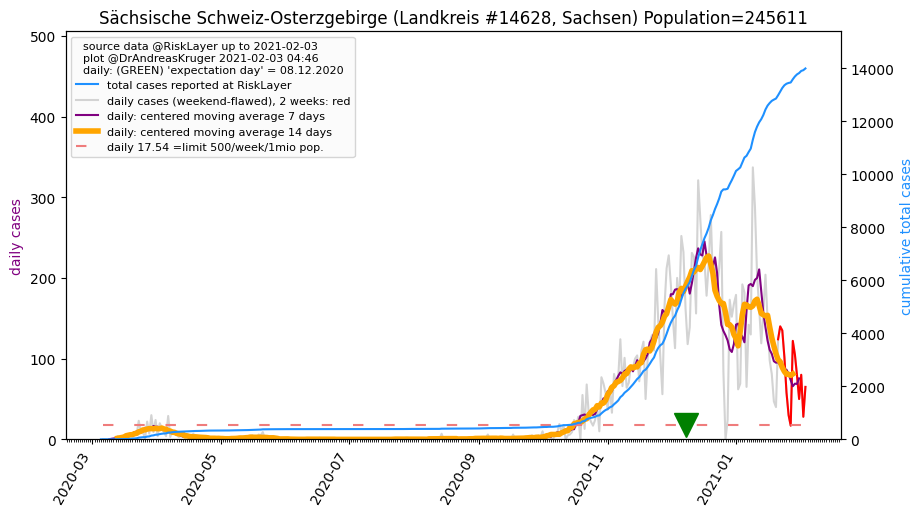 Sächsische Schweiz-Osterzgebirge (Landkreis #14628, Sachsen) Population=245611
source data @RiskLayer up to 2021-02-03
plot @DrAndreasKruger 2021-02-03 04:46
daily: (GREEN) 'expectation day' = 08.12.2020
total cases reported at RiskLayer
daily cases (weekend-flawed), 2 weeks: red
daily: centered moving average 7 days
daily: centered moving average 14 days
daily 17.54 =limit 500/week/1mio pop.
daily cases
500
400
300
200
100
0
cumulative total cases
14000
12000
10000
8000
6000
4000
2000
0
2020-03
2020-05
2020-07
2020-09
2020-11
2021-01